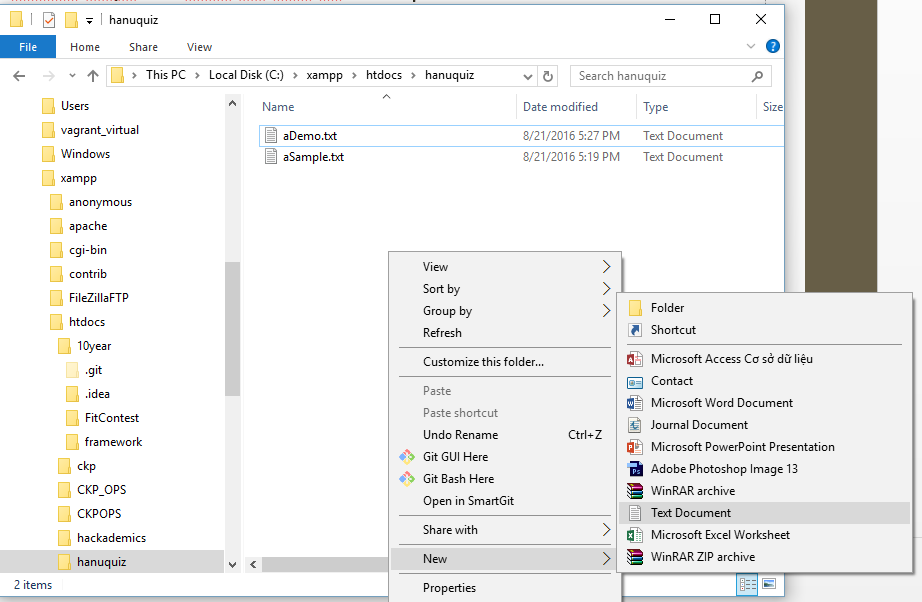 hanuquiz
File
Home
Share
View
This PC
Local Disk (C:)
xampp
htdocs
hanuquiz
Search hanuquiz
Users
vagrant_virtual
Windows
xampp
anonymous
apache
cgi-bin
contrib
FileZillaFTP
htdocs
10year
.git
.idea
FitContest
framework
ckp
CKP_OPS
CKPOPS
hackademics
hanuquiz
Name
Date modified
Type
Size
aDemo.txt
8/21/2016 5:27 PM
Text Document
aSample.txt
8/21/2016 5:19 PM
Text Document
View
Sort by
Group by
Refresh
Customize this folder...
Paste
Paste shortcut
Undo Rename Ctrl+Z
Git GUI Here
Git Bash Here
Open in SmartGit
Share with
New
Properties
Folder
Shortcut
Microsoft Access Cơ sở dữ liệu
Contact
Microsoft Word Document
Journal Document
Microsoft PowerPoint Presentation
Adobe Photoshop Image 13
WinRAR archive
Text Document
Microsoft Excel Worksheet
WinRAR ZIP archive
2 items